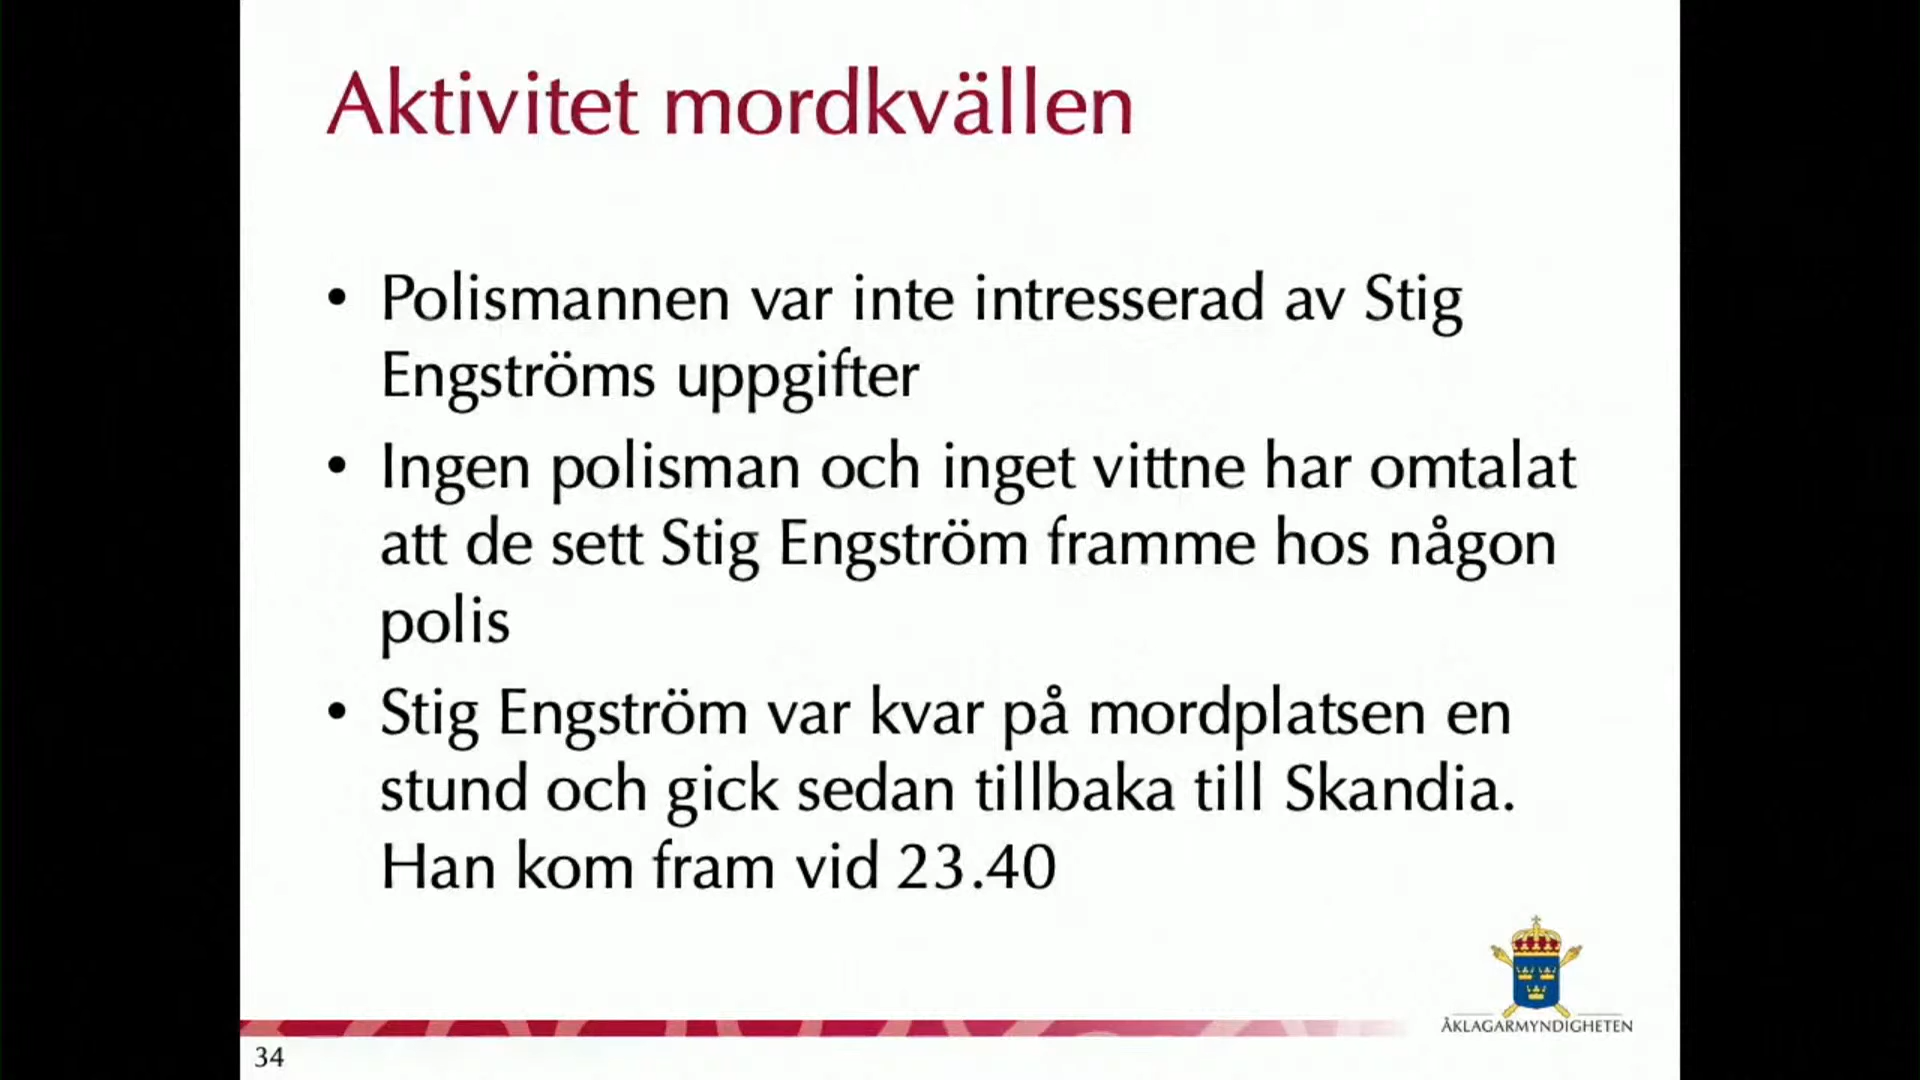 Aktivitet mordkvällen
• Polismannen var inte intresserad av Stig
Engströms uppgifter
• Ingen polisman och inget vittne har omtalat
att de sett Stig Engström framme hos någon
polis
• Stig Engström var kvar på mordplatsen en
stund och gick sedan tillbaka till Skandia.
Han kom fram vid 23.40
ÅKLAGARMYNDIGHETEN
34